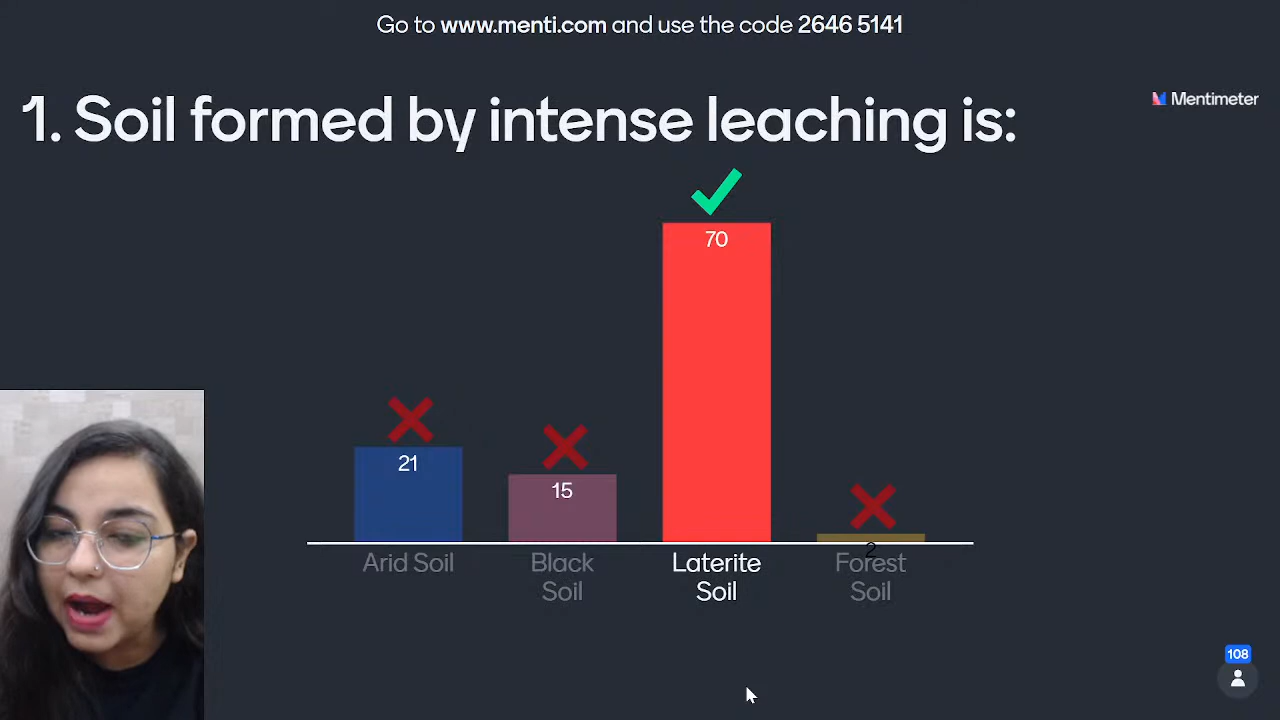 Go to www.menti.com and use the code 2646 5141
Mentimeter
1. Soil formed by intense leaching is:
70
21
15
2
Arid Soil
Black
Soil
Laterite
Soil
Forest
Soil
108